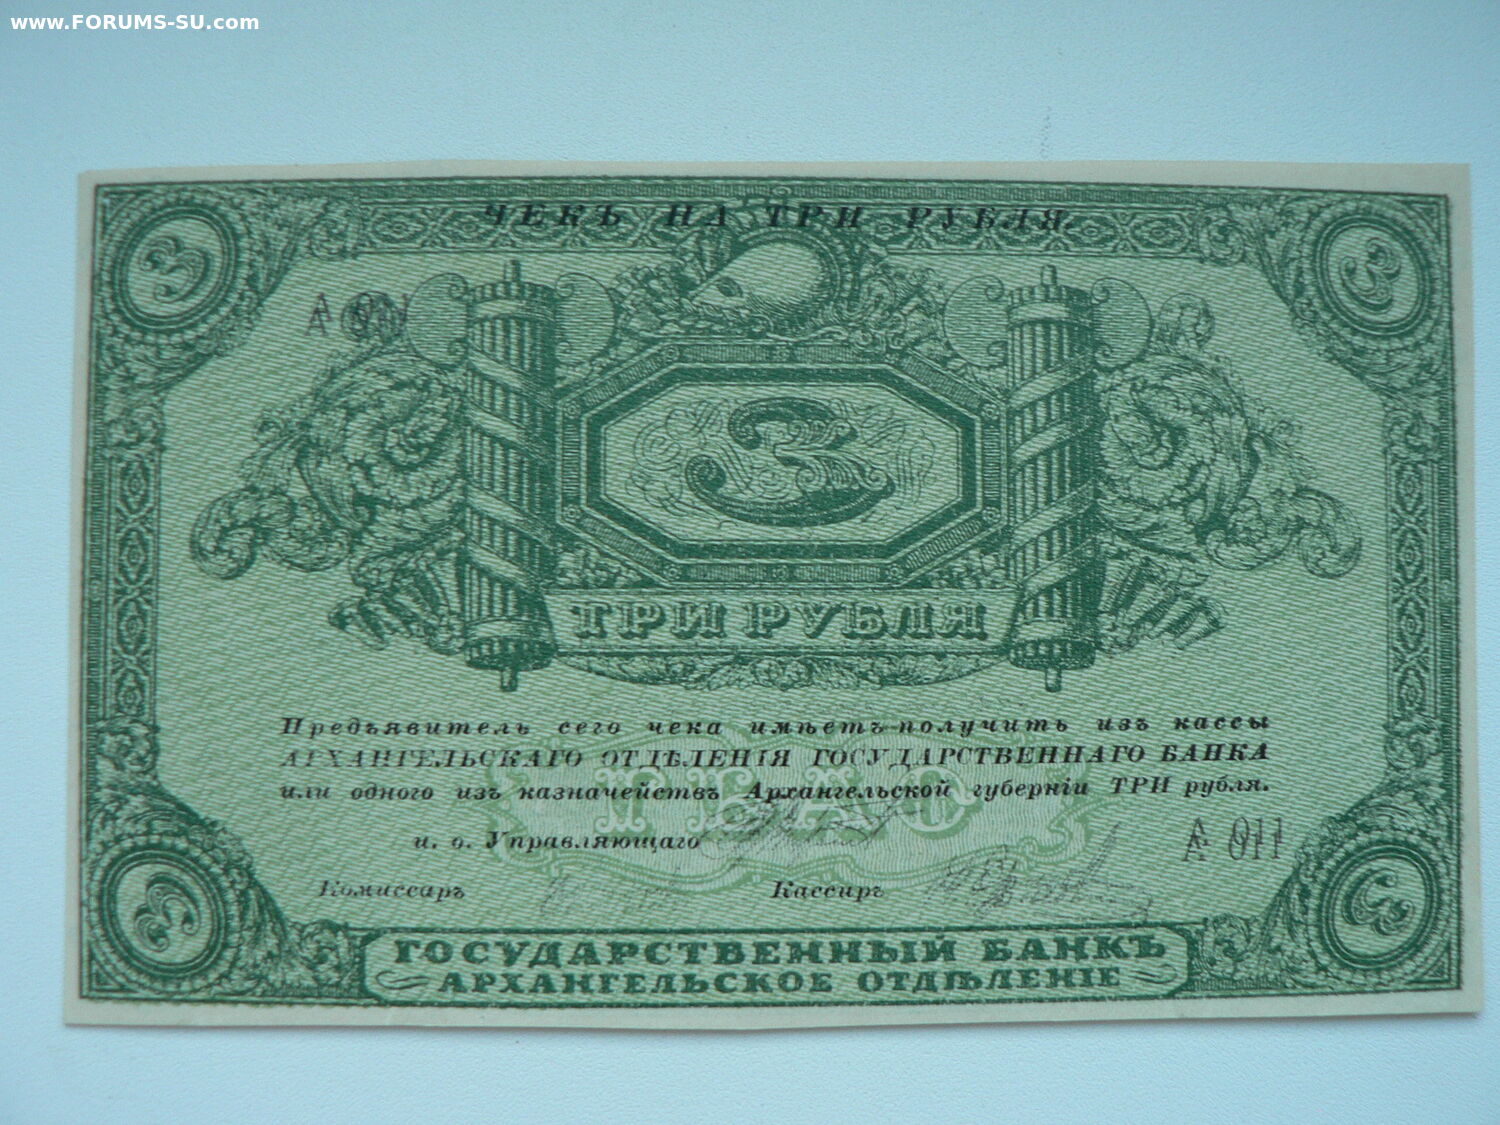 www.FORUMS-SU.com
ЧЕКЪ НА ТРИ РУБЛЯ.
3
3
А 011
3
ТРИ РУБЛЯ
Предъявитель сего чека имѣетъ получить изъ кассы
АРХАНГЕЛЬСКАГО ОТДѢЛЕНІЯ ГОСУДАРСТВЕННАГО БАНКА
или одного изъ казначействъ Архангельской губерніи ТРИ рубля.
ГБАО
и. о. Управляющаго
А 011
Комиссаръ Кассиръ
3
3
ГОСУДАРСТВЕННЫЙ БАНКЪ
АРХАНГЕЛЬСКОЕ ОТДѢЛЕНІЕ